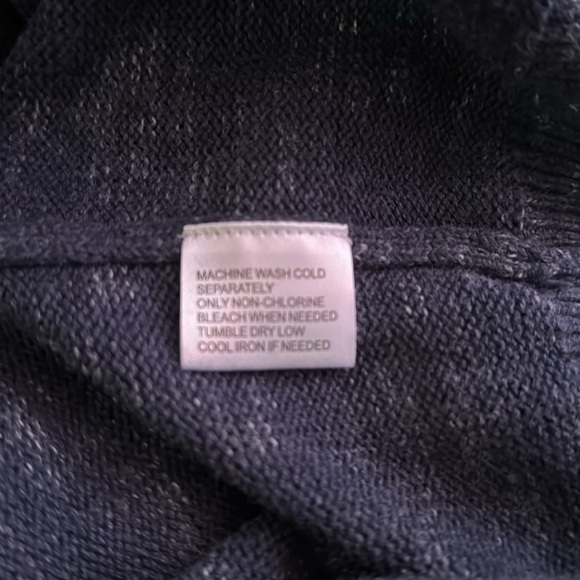 MACHINE WASH COLD
SEPARATELY
ONLY NON-CHLORINE
BLEACH WHEN NEEDED
TUMBLE DRY LOW
COOL IRON IF NEEDED